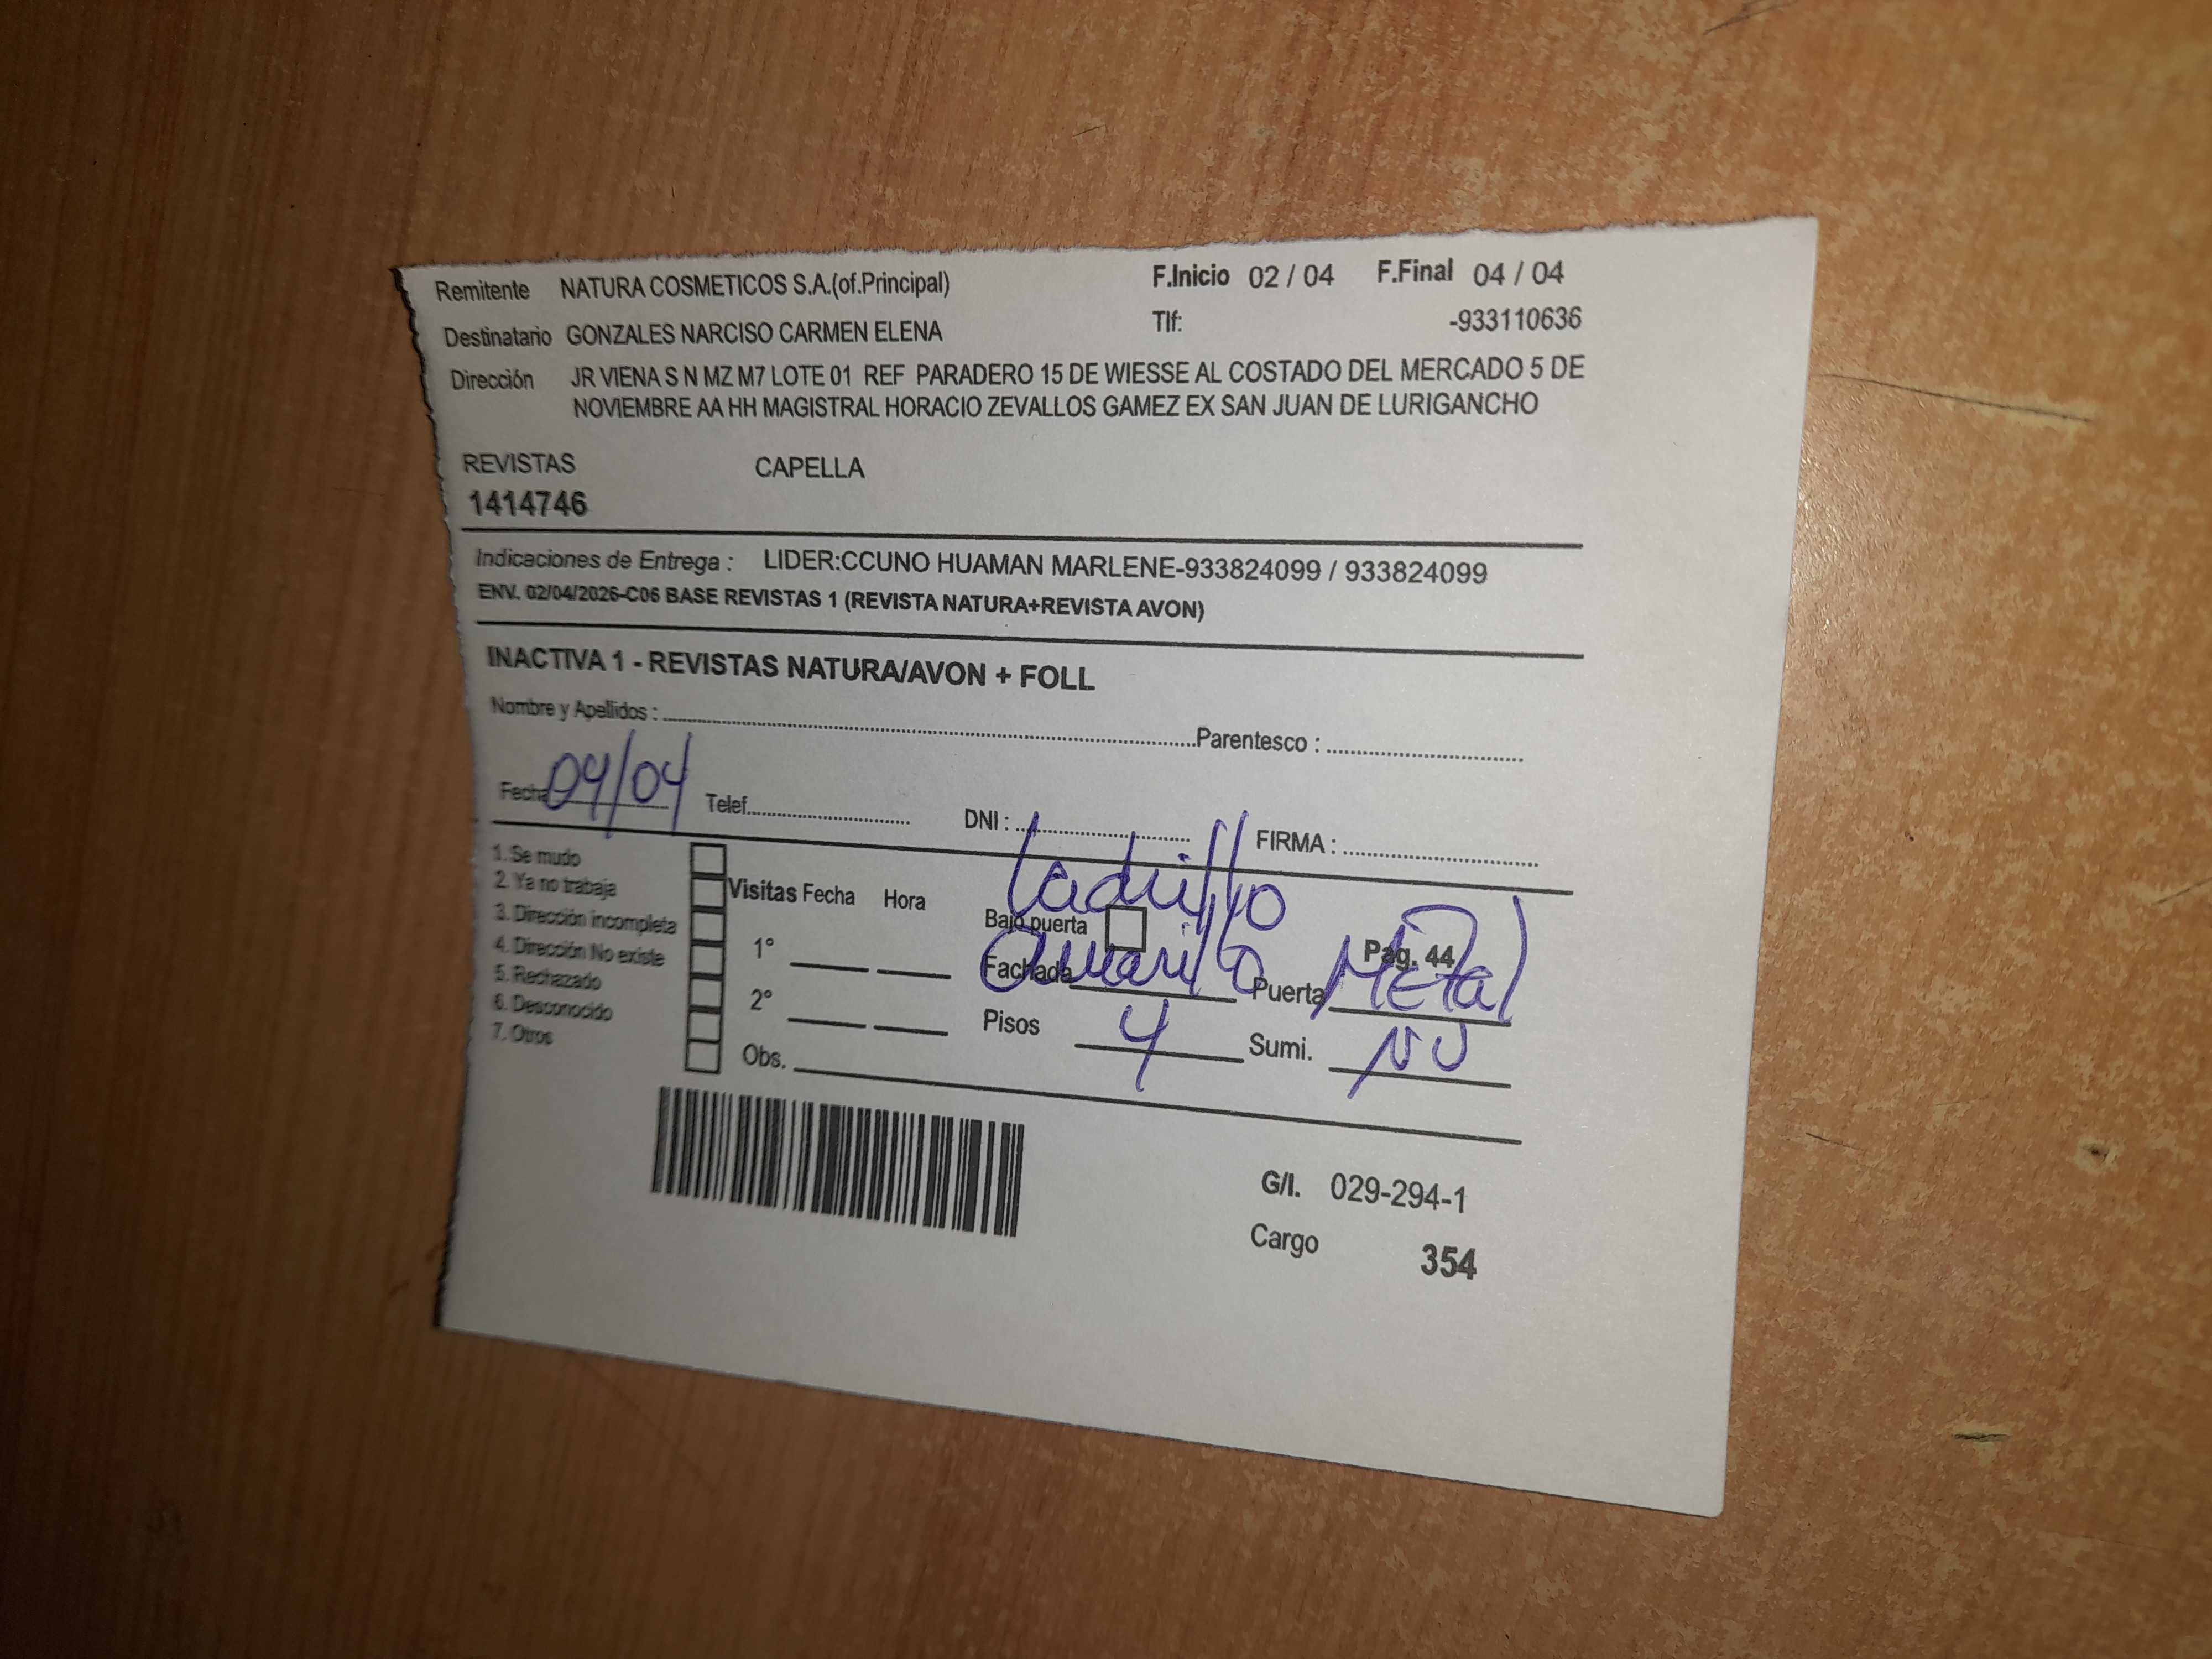 Remitente NATURA COSMETICOS S.A.(of.Principal) F.Inicio 02 / 04 F.Final 04 / 04
Destinatario GONZALES NARCISO CARMEN ELENA Tlf: -933110636
Dirección JR VIENA S N MZ M7 LOTE 01 REF PARADERO 15 DE WIESSE AL COSTADO DEL MERCADO 5 DE
NOVIEMBRE AA HH MAGISTRAL HORACIO ZEVALLOS GAMEZ EX SAN JUAN DE LURIGANCHO
REVISTAS CAPELLA
1414746
Indicaciones de Entrega : LIDER:CCUNO HUAMAN MARLENE-933824099 / 933824099
ENV. 02/04/2026-C06 BASE REVISTAS 1 (REVISTA NATURA+REVISTA AVON)
INACTIVA 1 - REVISTAS NATURA/AVON + FOLL
Nombre y Apellidos : Parentesco :
Fecha 04/04 Telef. DNI : FIRMA :
1. Se mudo
2. Ya no trabaja
3. Dirección incompleta
4. Dirección No existe
5. Rechazado
6. Desconocido
7. Otros
Visitas Fecha Hora
1°
2°
Obs.
ladrillo
Bajo puerta Pag. 44
Fachada amarillo Puerta Metal
Pisos 4 Sumi.
G/I. 029-294-1
Cargo 354